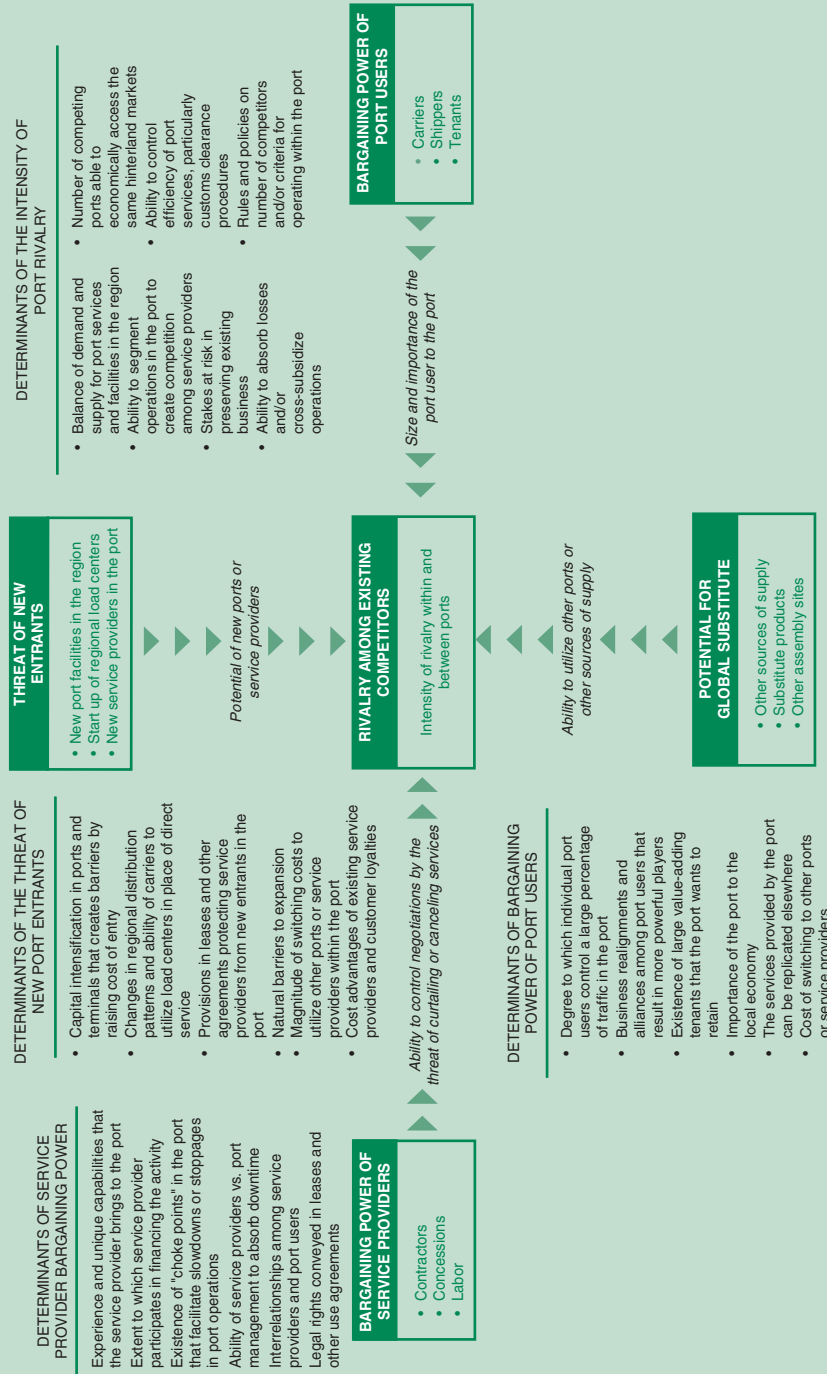 DETERMINANTS OF SERVICE
PROVIDER BARGAINING POWER
Experience and unique capabilities that
the service provider brings to the port
Extent to which service provider
participates in financing the activity
Existence of "choke points" in the port
that facilitate slowdowns or stoppages
in port operations
Ability of service providers vs. port
management to absorb downtime
Interrelationships among service
providers and port users
Legal rights conveyed in leases and
other use agreements
DETERMINANTS OF THE THREAT OF
NEW PORT ENTRANTS
• Capital intensification in ports and
terminals that creates barriers by
raising cost of entry
• Changes in regional distribution
patterns and ability of carriers to
utilize load centers in place of direct
service
• Provisions in leases and other
agreements protecting service
providers from new entrants in the
port
• Natural barriers to expansion
• Magnitude of switching costs to
utilize other ports or service
providers within the port
• Cost advantages of existing service
providers and customer loyalties
THREAT OF NEW
ENTRANTS
• New port facilities in the region
• Start up of regional load centers
• New service providers in the port
Potential of new ports or
service providers
DETERMINANTS OF THE INTENSITY OF
PORT RIVALRY
• Balance of demand and
supply for port services
and facilities in the region
• Ability to segment
operations in the port to
create competition
among service providers
• Stakes at risk in
preserving existing
business
• Ability to absorb losses
and/or
cross-subsidize
operations
• Number of competing
ports able to
economically access the
same hinterland markets
• Ability to control
efficiency of port
services, particularly
customs clearance
procedures
• Rules and policies on
number of competitors
and/or criteria for
operating within the port
BARGAINING POWER OF
SERVICE PROVIDERS
• Contractors
• Concessions
• Labor
Ability to control negotiations by the
threat of curtailing or canceling services
RIVALRY AMONG EXISTING
COMPETITORS
Intensity of rivalry within and
between ports
Size and importance of the
port user to the port
BARGAINING POWER OF
PORT USERS
• Carriers
• Shippers
• Tenants
DETERMINANTS OF BARGAINING
POWER OF PORT USERS
• Degree to which individual port
users control a large percentage
of traffic in the port
• Business realignments and
alliances among port users that
result in more powerful players
• Existence of large value-adding
tenants that the port wants to
retain
• Importance of the port to the
local economy
• The services provided by the port
can be replicated elsewhere
• Cost of switching to other ports
or service providers
Ability to utilize other ports or
other sources of supply
POTENTIAL FOR
GLOBAL SUBSTITUTE
• Other sources of supply
• Substitute products
• Other assembly sites